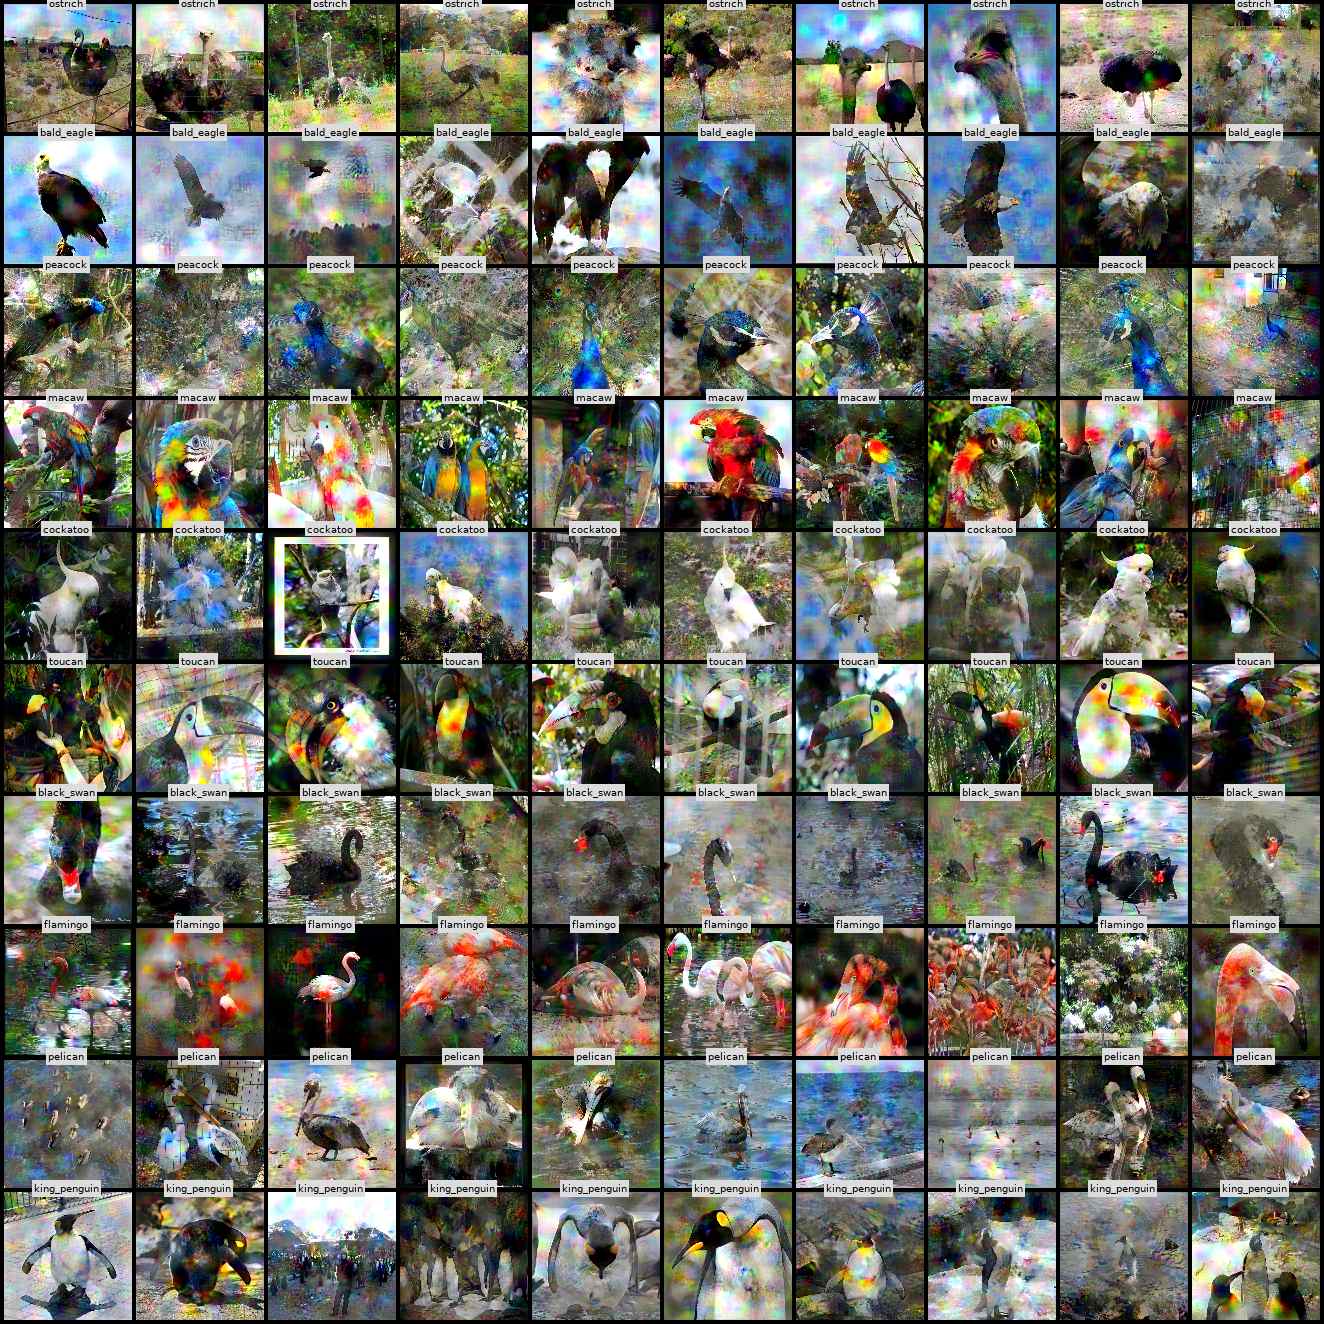 ostrich ostrich ostrich ostrich ostrich ostrich ostrich ostrich ostrich ostrich
bald_eagle bald_eagle bald_eagle bald_eagle bald_eagle bald_eagle bald_eagle bald_eagle bald_eagle bald_eagle
peacock peacock peacock peacock peacock peacock peacock peacock peacock peacock
macaw macaw macaw macaw macaw macaw macaw macaw macaw macaw
cockatoo cockatoo cockatoo cockatoo cockatoo cockatoo cockatoo cockatoo cockatoo cockatoo
toucan toucan toucan toucan toucan toucan toucan toucan toucan toucan
black_swan black_swan black_swan black_swan black_swan black_swan black_swan black_swan black_swan black_swan
flamingo flamingo flamingo flamingo flamingo flamingo flamingo flamingo flamingo flamingo
pelican pelican pelican pelican pelican pelican pelican pelican pelican pelican
king_penguin king_penguin king_penguin king_penguin king_penguin king_penguin king_penguin king_penguin king_penguin king_penguin